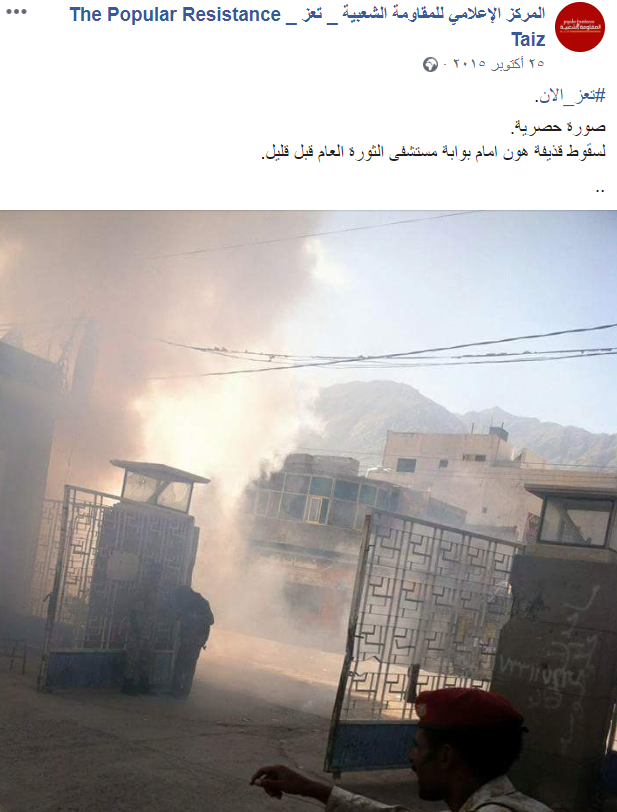 المركز الإعلامي للمقاومة الشعبية _ تعز _ The Popular Resistance
Taiz
٢٥ أكتوبر ٢٠١٥ ·
#تعز_الان.
صورة حصرية.
لسقوط قذيفة هون امام بوابة مستشفى الثورة العام قبل قليل.
..